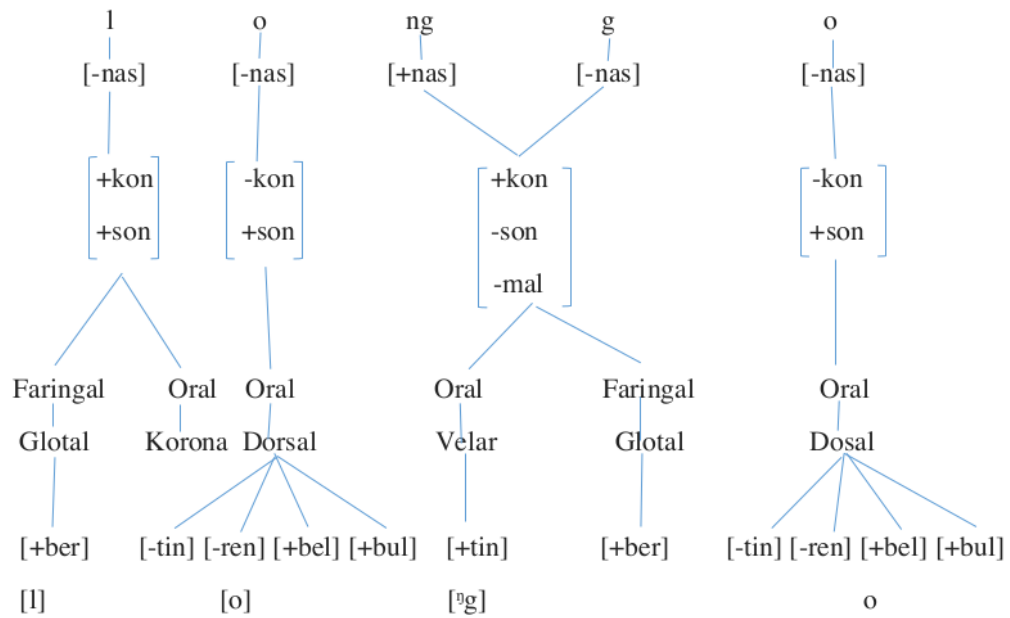 l o ng g o
[-nas] [-nas] [+nas] [-nas] [-nas]
+kon -kon +kon -kon
+son +son -son +son
-mal
Faringal Oral Oral Oral Faringal Oral
Glotal Korona Dorsal Velar Glotal Dosal
[+ber] [-tin] [-ren] [+bel] [+bul] [+tin] [+ber] [-tin] [-ren] [+bel] [+bul]
[l] [o] [ᵑg] o